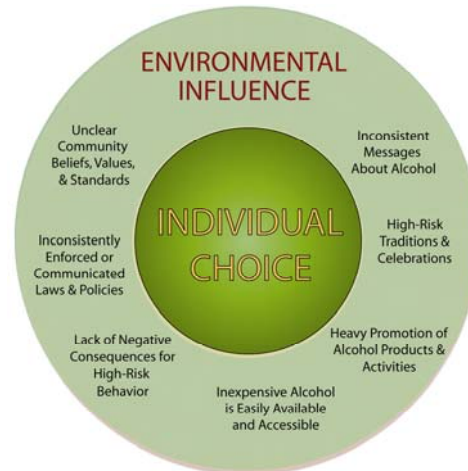 ENVIRONMENTAL
INFLUENCE
Unclear
Community
Beliefs, Values,
& Standards
Inconsistent
Messages
About Alcohol
INDIVIDUAL
CHOICE
Inconsistently
Enforced or
Communicated
Laws & Policies
High-Risk
Traditions &
Celebrations
Lack of Negative
Consequences for
High-Risk
Behavior
Heavy Promotion of
Alcohol Products &
Activities
Inexpensive Alcohol
is Easily Available
and Accessible